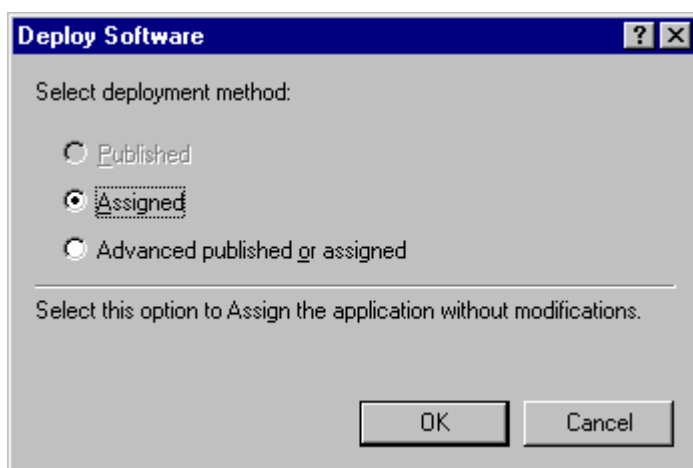 Deploy Software
Select deployment method:
Published
Assigned
Advanced published or assigned
Select this option to Assign the application without modifications.
OK Cancel